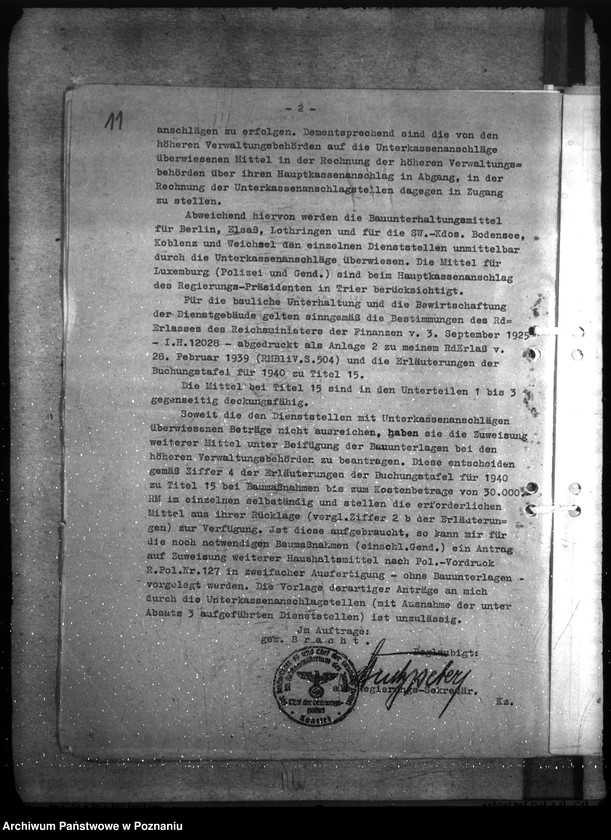 11
- 2 -
anschlägen zu erfolgen. Dementsprechend sind die von den
höheren Verwaltungsbehörden auf die Unterkassenanschläge
überwiesenen Mittel in der Rechnung der höheren Verwaltungs=
behörden über ihren Hauptkassenanschlag in Abgang, in der
Rechnung der Unterkassenanschlagstellen dagegen in Zugang
zu stellen.
Abweichend hiervon werden die Bauunterhaltungsmittel
für Berlin, Elsaß, Lothringen und für die SW.-Kdos. Bodensee,
Koblenz und Weichsel den einzelnen Dienststellen unmittelbar
durch die Unterkassenanschläge überwiesen. Die Mittel für
Luxemburg (Polizei und Gend.) sind beim Hauptkassenanschlag
des Regierungs-Präsidenten in Trier berücksichtigt.
Für die bauliche Unterhaltung und die Bewirtschaftung
der Dienstgebäude gelten sinngemäß die Bestimmungen des Rd=
Erlasses des Reichsministers der Finanzen v. 3. September 1925
- I.H.12028 - abgedruckt als Anlage 2 zu meinem RdErlaß v.
28. Februar 1939 (RMBliV.S.504) und die Erläuterungen der
Buchungstafel für 1940 zu Titel 15.
Die Mittel bei Titel 15 sind in den Unterteilen 1 bis 3
gegenseitig deckungsfähig.
Soweit die den Dienststellen mit Unterkassenanschlägen
überwiesenen Beträge nicht ausreichen, haben sie die Zuweisung
weiterer Mittel unter Beifügung der Bauunterlagen bei den
höheren Verwaltungsbehörden zu beantragen. Diese entscheiden
gemäß Ziffer 4 der Erläuterungen der Buchungstafel für 1940
zu Titel 15 bei Baumaßnahmen bis zum Kostenbetrage von 30.000
RM im einzelnen selbständig und stellen die erforderlichen
Mittel aus ihrer Rücklage (vergl.Ziffer 2 b der Erläuterun=
gen) zur Verfügung. Ist diese aufgebraucht, so kann mir für
die noch notwendigen Baumaßnahmen (einschl.Gend.) ein Antrag
auf Zuweisung weiterer Haushaltsmittel nach Pol.-Vordruck
R.Pol.Nr.127 in zweifacher Ausfertigung - ohne Bauunterlagen -
vorgelegt werden. Die Vorlage derartiger Anträge an mich
durch die Unterkassenanschlagstellen (mit Ausnahme der unter
Absatz 3 aufgeführten Dienststellen) ist unzulässig.
Jm Auftrage:
gez. B r a c h t .
Beglaubigt:
als Regierungs-Sekretär.
Kz.
Kanzlei
Archiwum Państwowe w Poznaniu